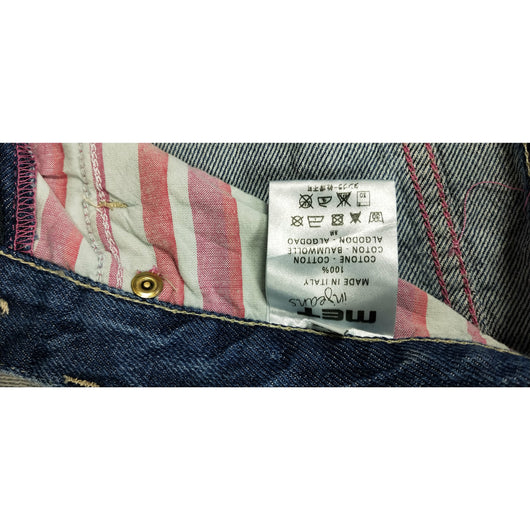 MET
in Jeans
MADE IN ITALY
100%
COTONE - COTTON
COTON - BAUMWOLLE
ALGODON - ALGODAO